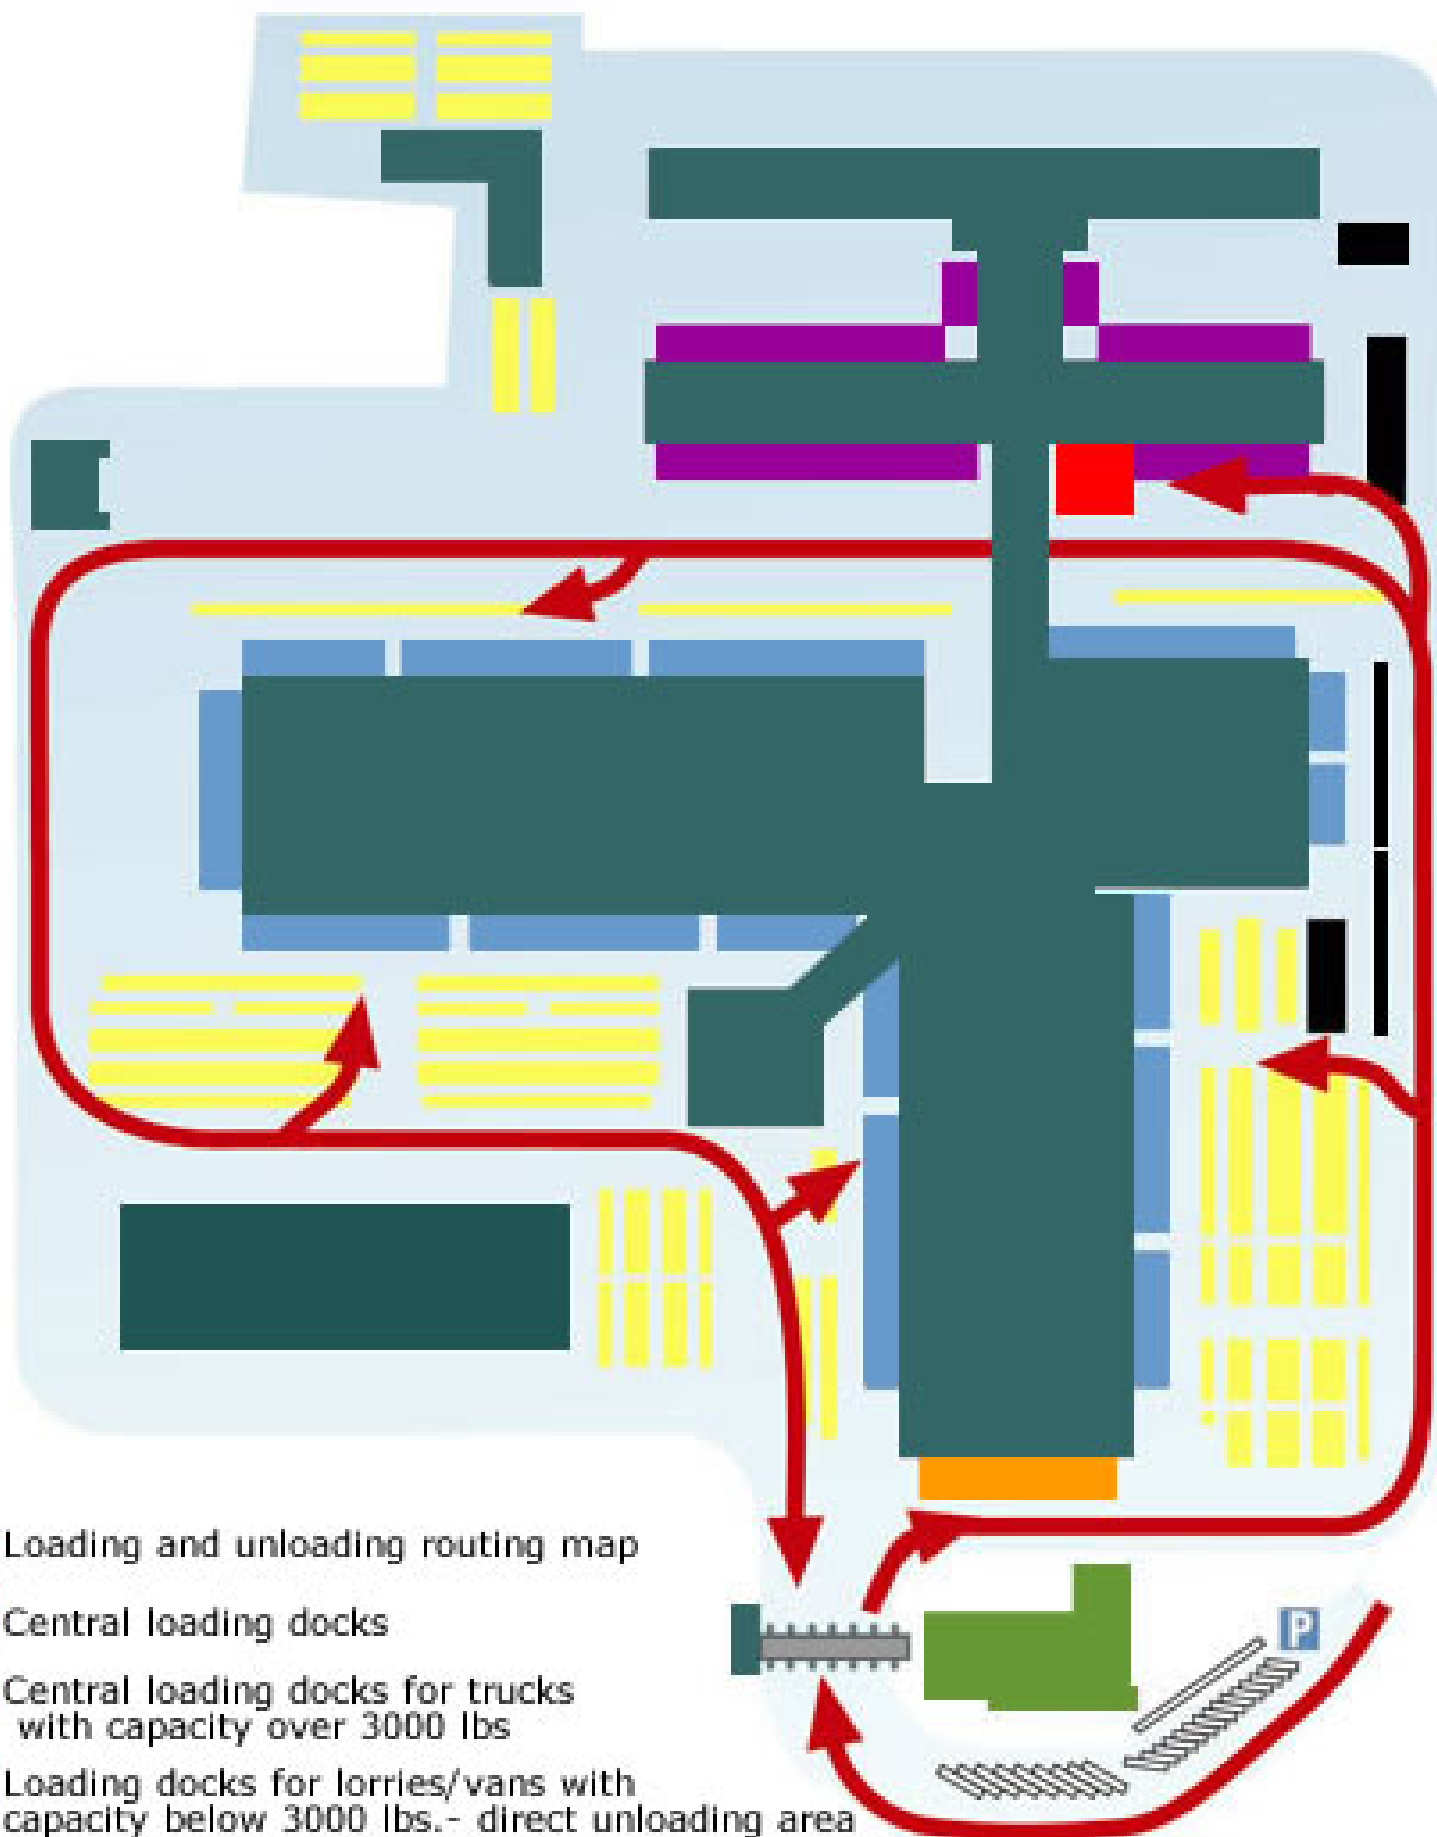 Loading and unloading routing map
Central loading docks
Central loading docks for trucks
with capacity over 3000 lbs
Loading docks for lorries/vans with
capacity below 3000 lbs.- direct unloading area
P